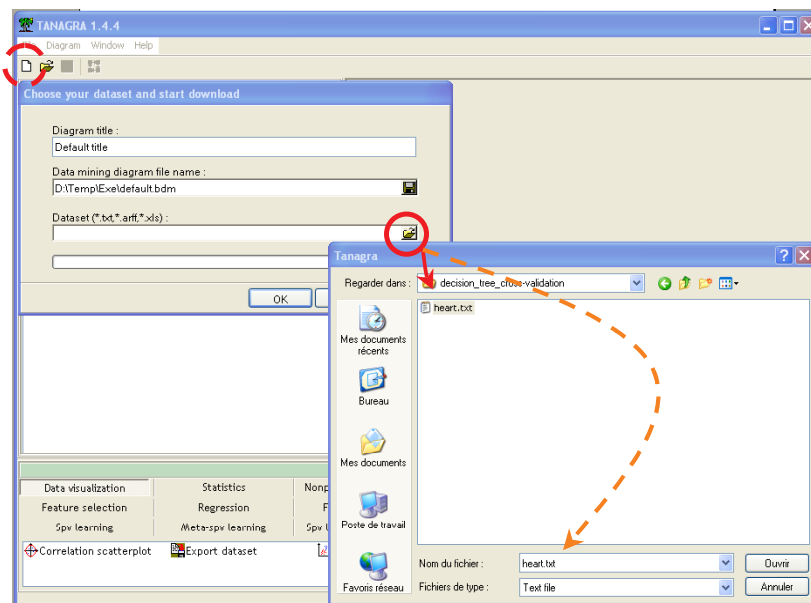 TANAGRA 1.4.4
Diagram Window Help
Choose your dataset and start download
Diagram title :
Default title
Data mining diagram file name :
D:\Temp\Exe\default.bdm
Dataset (*.txt,*.arff,*.xls) :
OK
Tanagra
Regarder dans :
decision_tree_cross-validation
heart.txt
Mes documents
récents
Bureau
Mes documents
Poste de travail
Favoris réseau
Nom du fichier :
heart.txt
Ouvrir
Fichiers de type :
Text file
Annuler
Data visualization
Statistics
Feature selection
Regression
Spv learning
Meta-spv learning
Correlation scatterplot
Export dataset